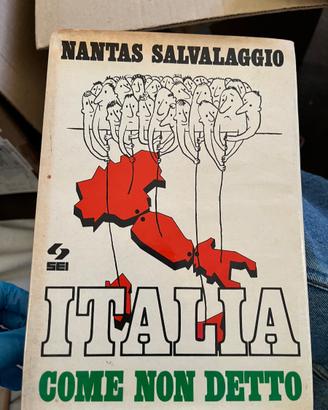 NANTAS SALVALAGGIO
SEI
ITALIA
COME NON DETTO